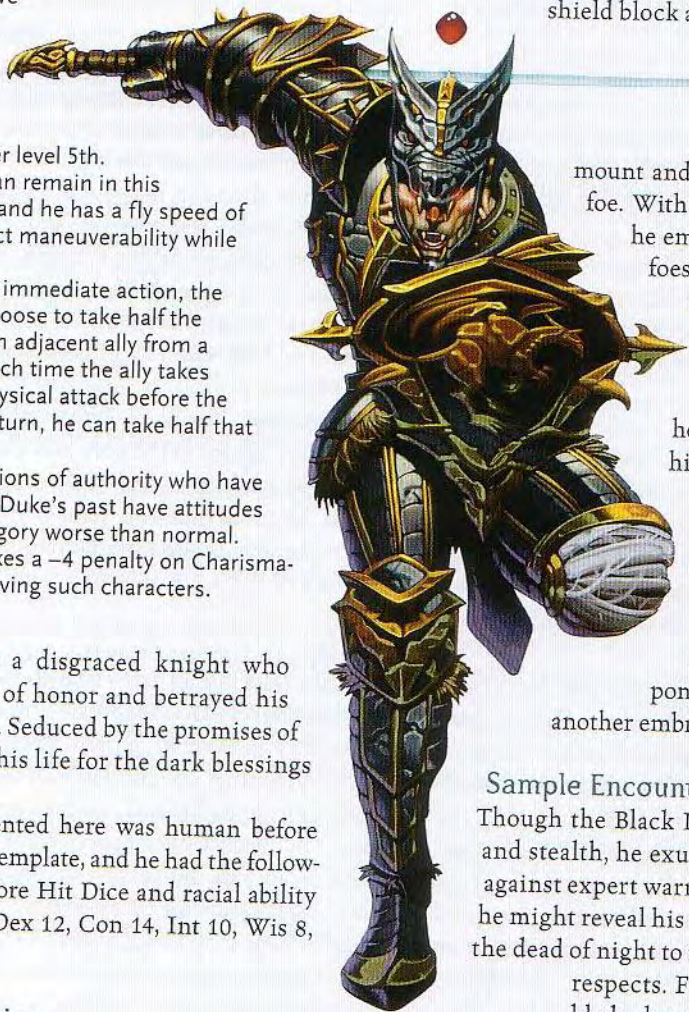 er level 5th.
an remain in this
and he has a fly speed of
ct maneuverability while
immediate action, the
oose to take half the
n adjacent ally from a
ch time the ally takes
ysical attack before the
turn, he can take half that
ions of authority who have
Duke's past have attitudes
gory worse than normal.
kes a –4 penalty on Charisma-
ving such characters.
a disgraced knight who
of honor and betrayed his
. Seduced by the promises of
his life for the dark blessings
ented here was human before
template, and he had the follow-
ore Hit Dice and racial ability
Dex 12, Con 14, Int 10, Wis 8,
shield block a
mount and
foe. With
he em
foes
he
hi
pon
another embr
Sample Encoun
Though the Black D
and stealth, he exu
against expert warr
he might reveal his
the dead of night to
respects. F